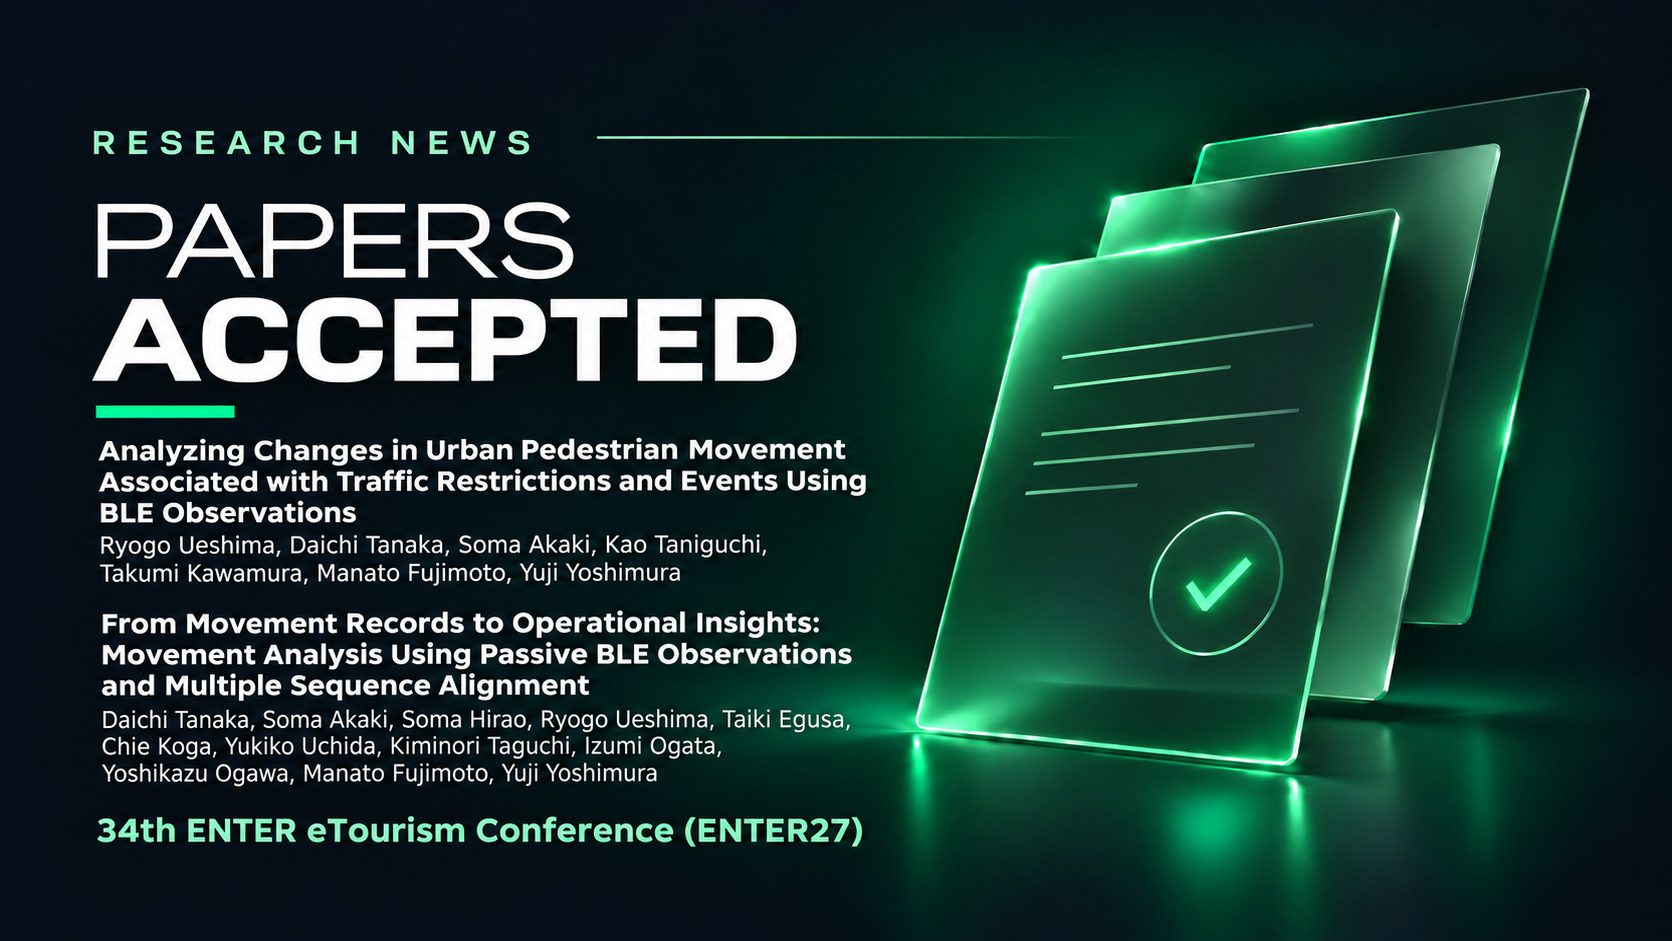 RESEARCH NEWS
PAPERS
ACCEPTED
Analyzing Changes in Urban Pedestrian Movement
Associated with Traffic Restrictions and Events Using
BLE Observations
Ryogo Ueshima, Daichi Tanaka, Soma Akaki, Kao Taniguchi,
Takumi Kawamura, Manato Fujimoto, Yuji Yoshimura
From Movement Records to Operational Insights:
Movement Analysis Using Passive BLE Observations
and Multiple Sequence Alignment
Daichi Tanaka, Soma Akaki, Soma Hirao, Ryogo Ueshima, Taiki Egusa,
Chie Koga, Yukiko Uchida, Kiminori Taguchi, Izumi Ogata,
Yoshikazu Ogawa, Manato Fujimoto, Yuji Yoshimura
34th ENTER eTourism Conference (ENTER27)